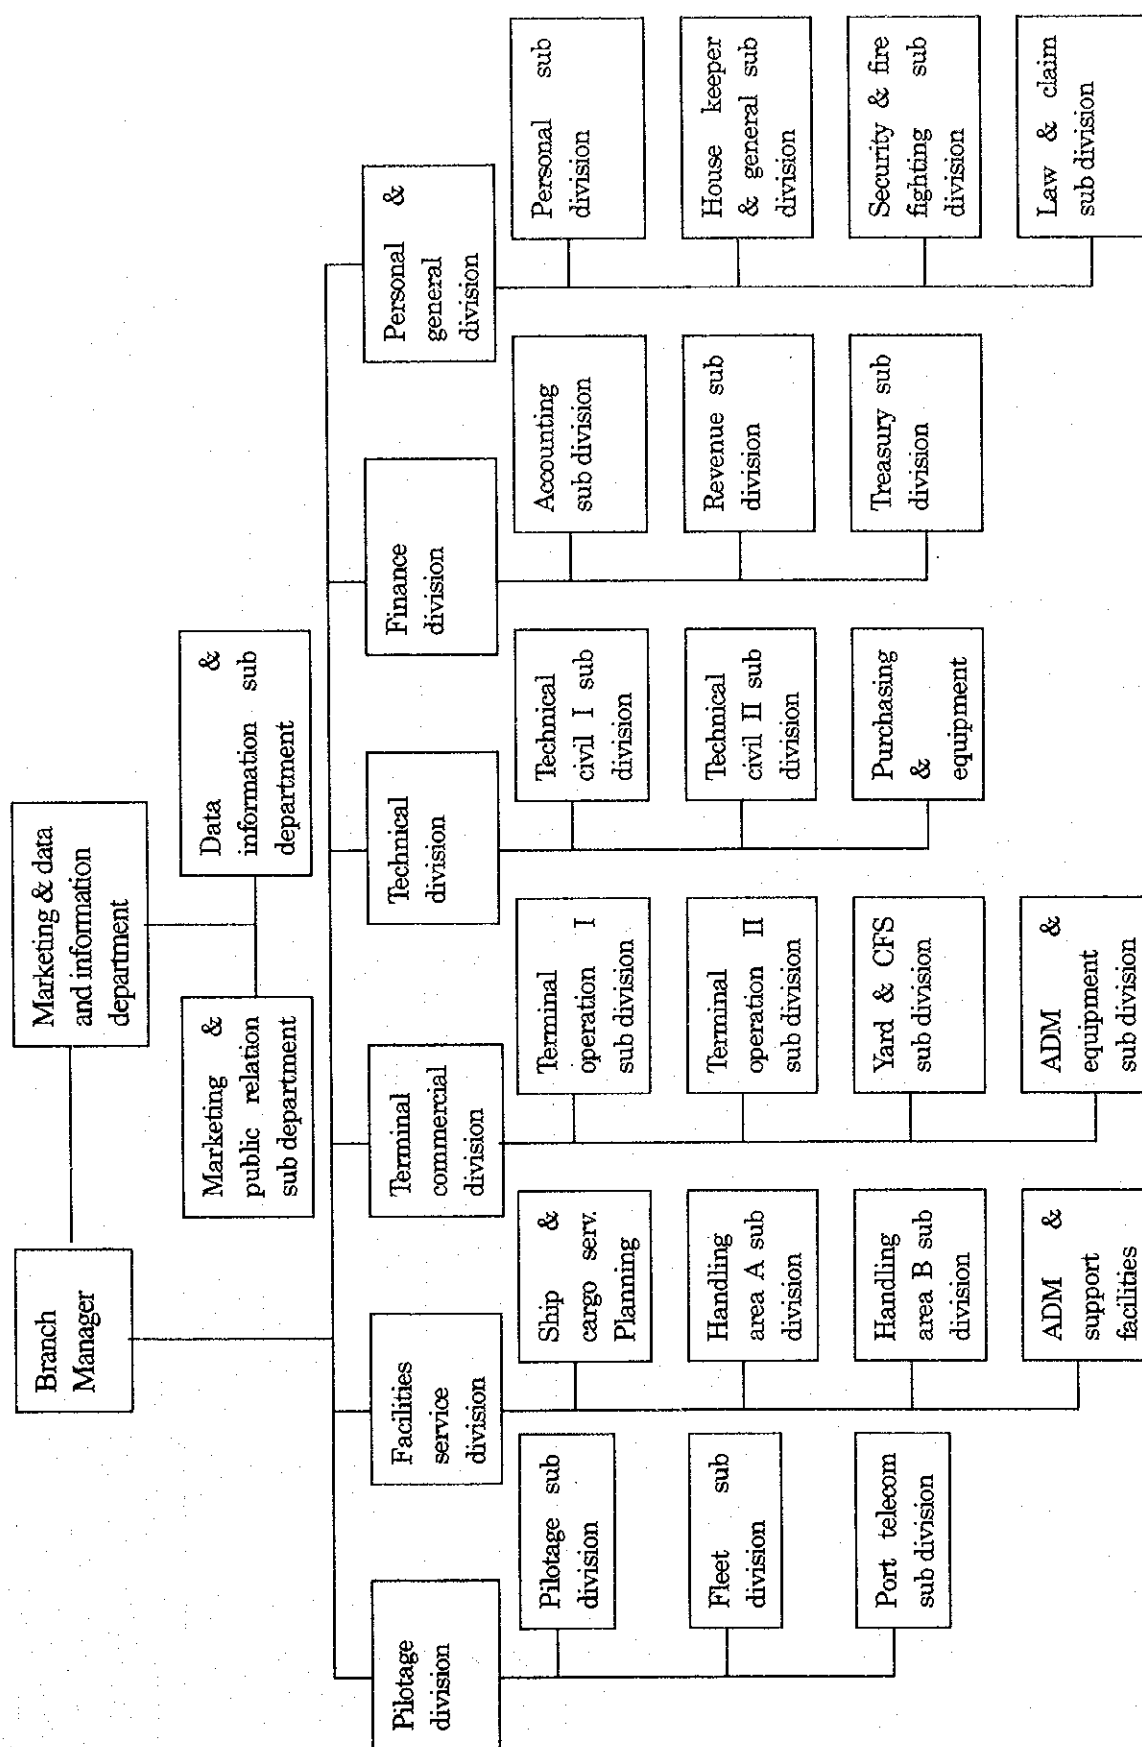 Branch
Manager
Marketing & data
and information
department
Marketing &
public relation
sub department
Data &
information sub
department
Pilotage
division
Facilities
service
division
Terminal
commercial
division
Technical
division
Finance
division
Personal &
general
division
Pilotage sub
division
Fleet sub
division
Port telecom
sub division
Ship &
cargo serv.
Planning
Handling
area A sub
division
Handling
area B sub
division
ADM &
support
facilities
Terminal
operation I
sub division
Terminal
operation II
sub division
Yard & CFS
sub division
ADM &
equipment
sub division
Technical
civil I sub
division
Technical
civil II sub
division
Purchasing
&
equipment
Accounting
sub division
Revenue sub
division
Treasury sub
division
Personal sub
division
House keeper
& general sub
division
Security & fire
fighting sub
division
Law & claim
sub division